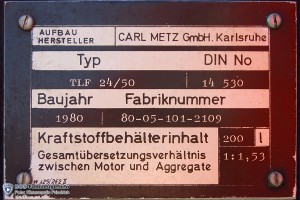 AUFBAU HERSTELLER CARL METZ GmbH. Karlsruhe
Typ DIN No
TLF 24/50 14 530
Baujahr Fabriknummer
1980 80-05-101-2109
Kraftstoffbehälterinhalt 200 l
Gesamtübersetzungsverhältnis
zwischen Motor und Aggregate 1:1,53